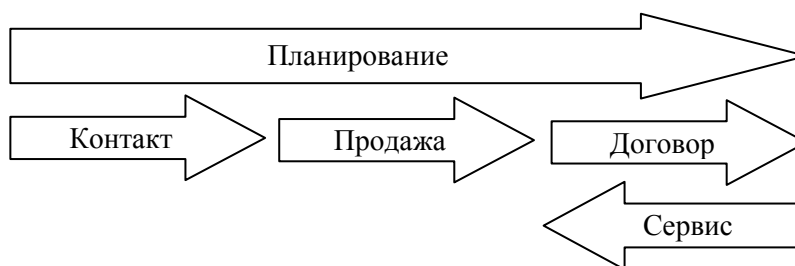 Планирование
Контакт
Продажа
Договор
Сервис